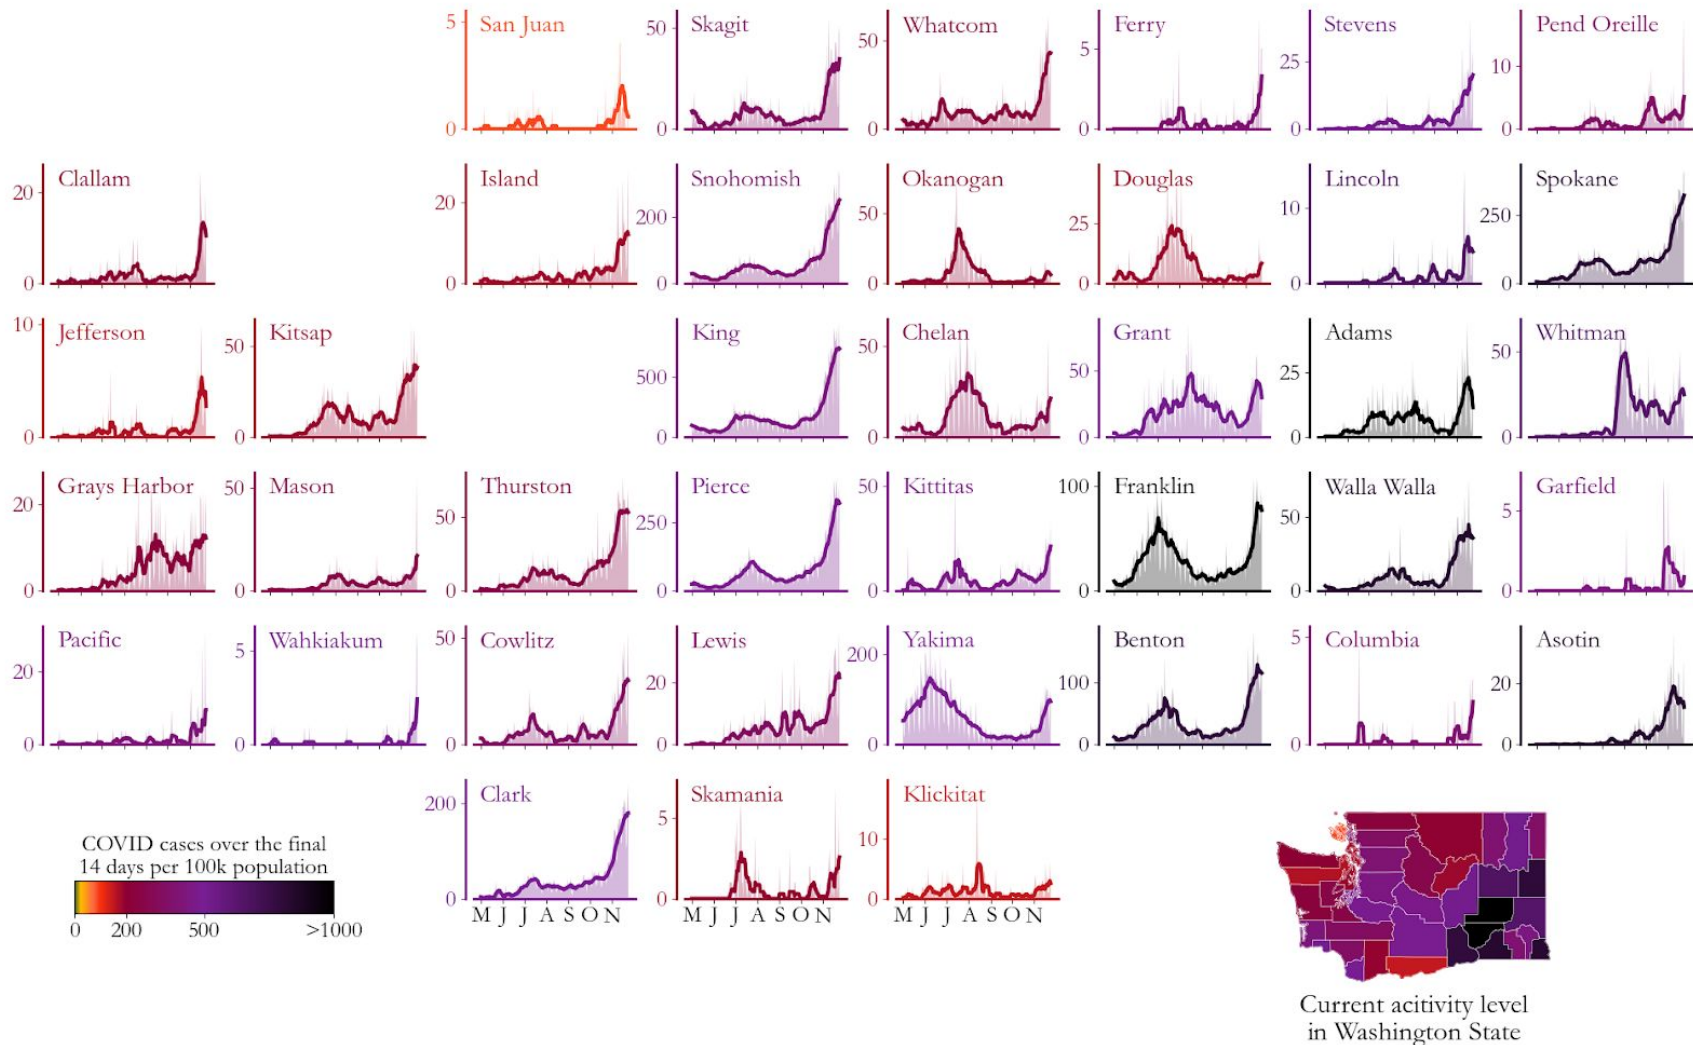 San Juan
5
0
Skagit
50
0
Whatcom
50
0
Ferry
5
0
Stevens
25
0
Pend Oreille
10
0
Clallam
20
0
Island
20
0
Snohomish
200
0
Okanogan
50
0
Douglas
25
0
Lincoln
10
0
Spokane
250
0
Jefferson
10
0
Kitsap
50
0
King
500
0
Chelan
50
0
Grant
50
0
Adams
25
0
Whitman
50
0
Grays Harbor
20
0
Mason
50
0
Thurston
50
0
Pierce
250
0
Kittitas
50
0
Franklin
100
0
Walla Walla
50
0
Garfield
5
0
Pacific
20
0
Wahkiakum
5
0
Cowlitz
50
0
Lewis
20
0
Yakima
200
0
Benton
100
0
Columbia
5
0
Asotin
20
0
Clark
200
0
M J J A S O N
Skamania
5
0
M J J A S O N
Klickitat
10
0
M J J A S O N
COVID cases over the final
14 days per 100k population
0 200 500 >1000
Current acitivity level
in Washington State